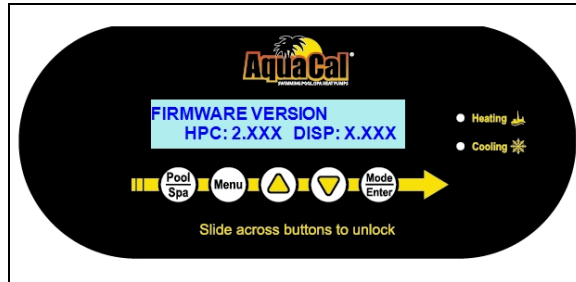 AquaCal®
SWIMMING POOL/SPA HEAT PUMPS
FIRMWARE VERSION
HPC: 2.XXX DISP: X.XXX
Heating
Cooling
Pool
Spa
Menu
Mode
Enter
Slide across buttons to unlock